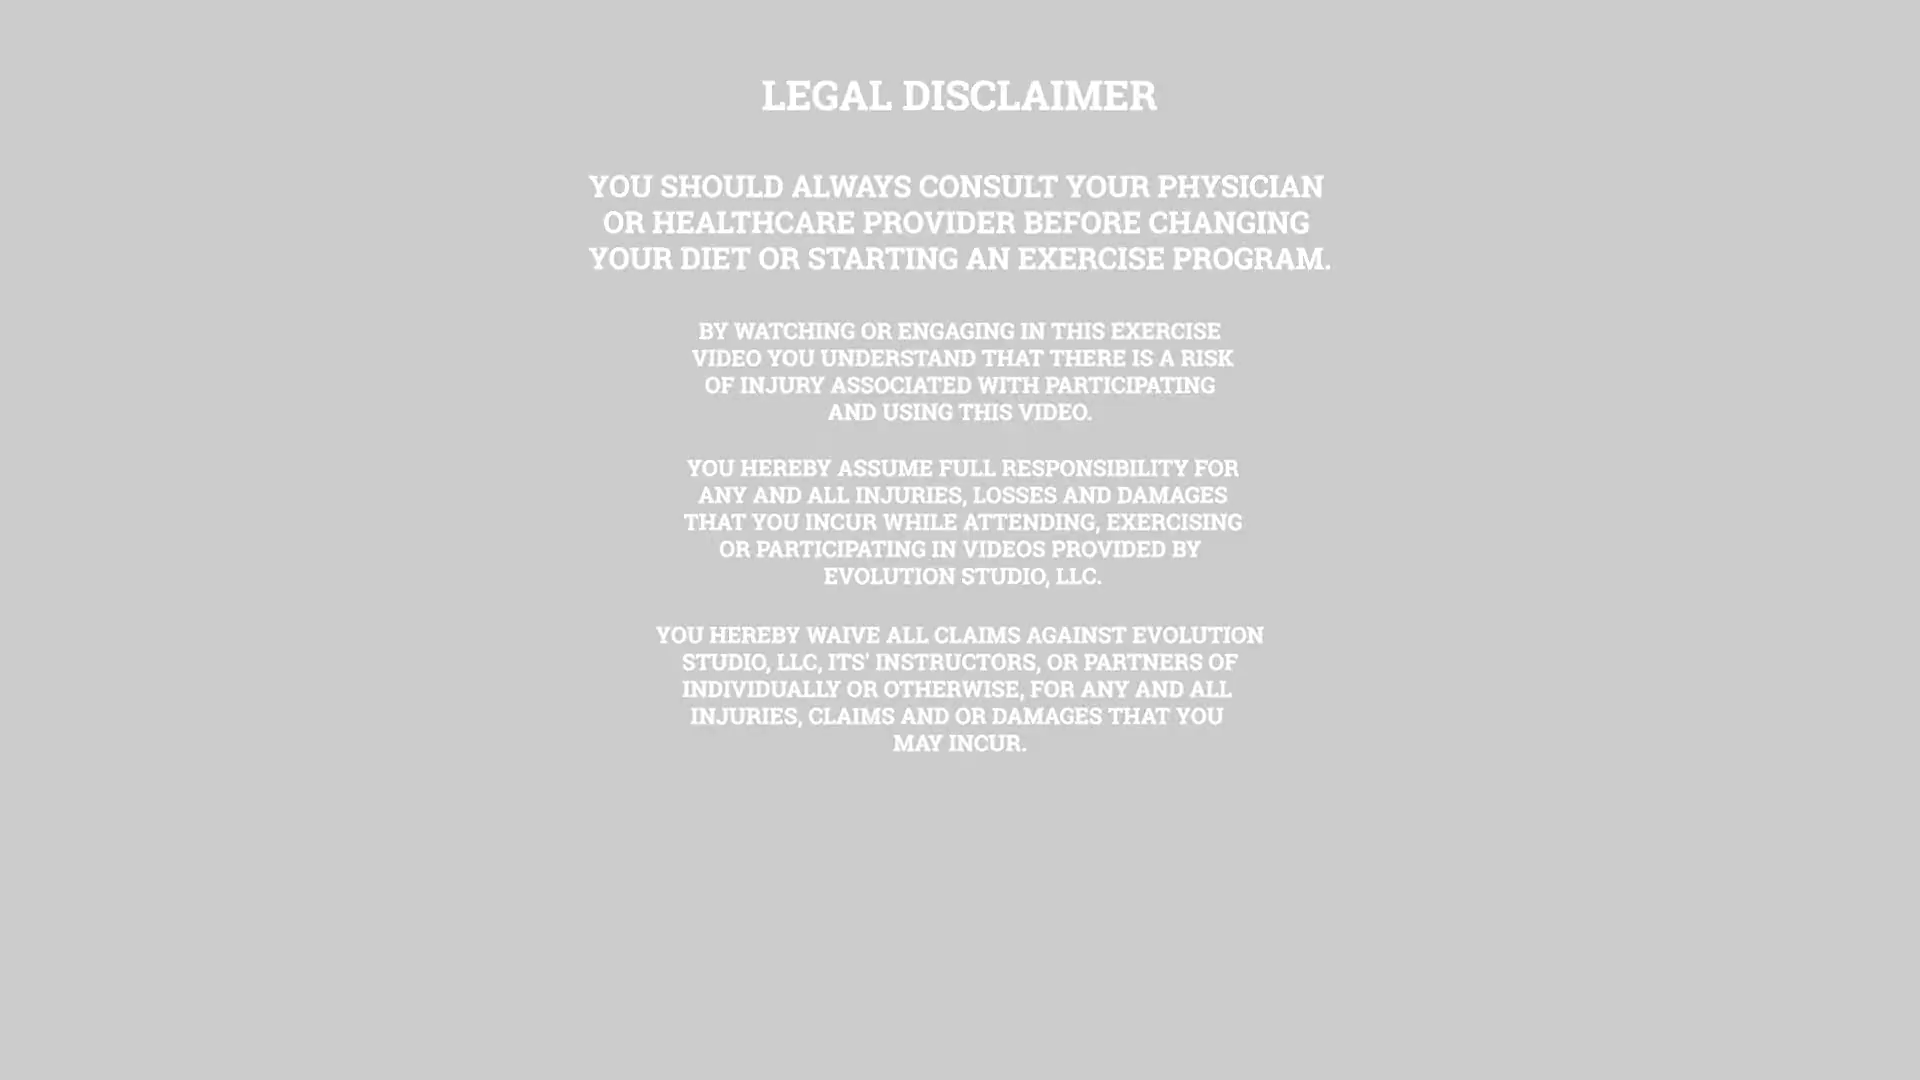 LEGAL DISCLAIMER
YOU SHOULD ALWAYS CONSULT YOUR PHYSICIAN
OR HEALTHCARE PROVIDER BEFORE CHANGING
YOUR DIET OR STARTING AN EXERCISE PROGRAM.
BY WATCHING OR ENGAGING IN THIS EXERCISE
VIDEO YOU UNDERSTAND THAT THERE IS A RISK
OF INJURY ASSOCIATED WITH PARTICIPATING
AND USING THIS VIDEO.
YOU HEREBY ASSUME FULL RESPONSIBILITY FOR
ANY AND ALL INJURIES, LOSSES AND DAMAGES
THAT YOU INCUR WHILE ATTENDING, EXERCISING
OR PARTICIPATING IN VIDEOS PROVIDED BY
EVOLUTION STUDIO, LLC.
YOU HEREBY WAIVE ALL CLAIMS AGAINST EVOLUTION
STUDIO, LLC, ITS' INSTRUCTORS, OR PARTNERS OF
INDIVIDUALLY OR OTHERWISE, FOR ANY AND ALL
INJURIES, CLAIMS AND OR DAMAGES THAT YOU
MAY INCUR.